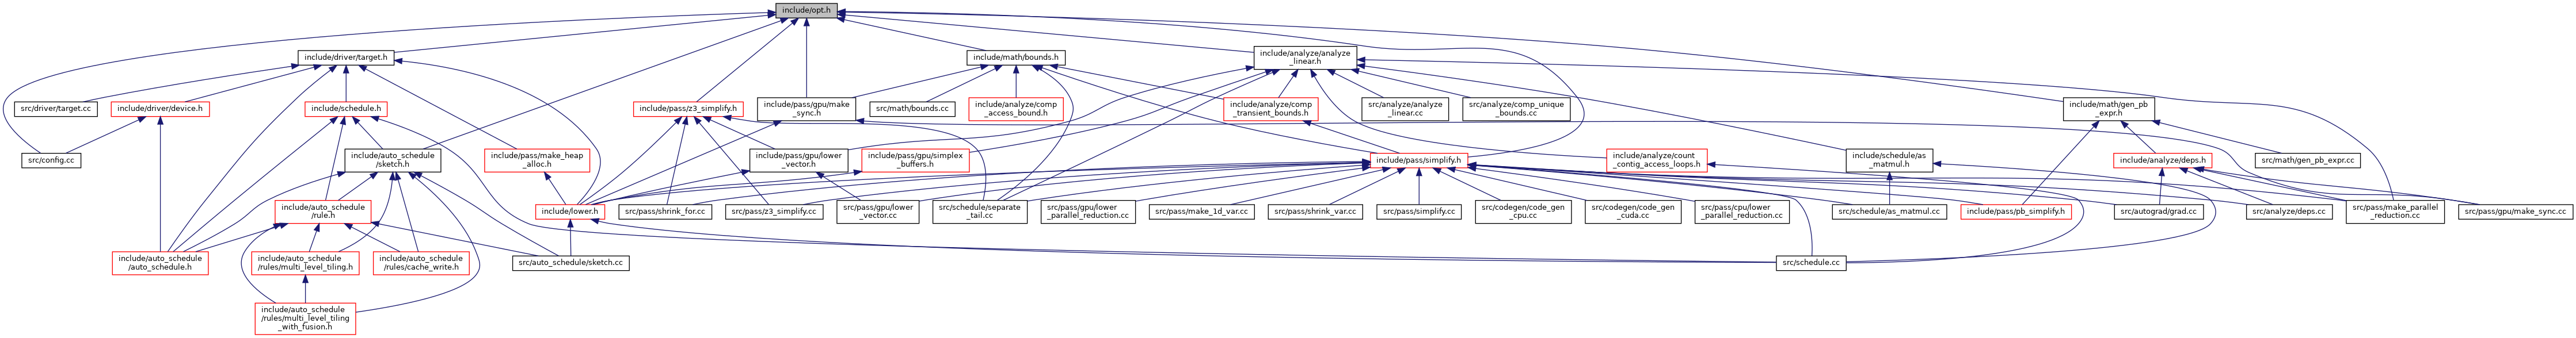 include/opt.h
include/driver/target.h
include/math/bounds.h
include/analyze/analyze
_linear.h
src/driver/target.cc
include/driver/device.h
include/schedule.h
include/pass/z3_simplify.h
include/pass/gpu/make
_sync.h
src/math/bounds.cc
include/analyze/comp
_access_bound.h
include/analyze/comp
_transient_bounds.h
src/analyze/analyze
_linear.cc
src/analyze/comp_unique
_bounds.cc
include/math/gen_pb
_expr.h
src/config.cc
include/auto_schedule
/sketch.h
include/pass/make_heap
_alloc.h
include/pass/gpu/lower
_vector.h
include/pass/gpu/simplex
_buffers.h
include/pass/simplify.h
include/analyze/count
_contig_access_loops.h
include/schedule/as
_matmul.h
include/analyze/deps.h
src/math/gen_pb_expr.cc
include/auto_schedule
/rule.h
include/lower.h
src/pass/shrink_for.cc
src/pass/z3_simplify.cc
src/pass/gpu/lower
_vector.cc
src/schedule/separate
_tail.cc
src/pass/gpu/lower
_parallel_reduction.cc
src/pass/make_1d_var.cc
src/pass/shrink_var.cc
src/pass/simplify.cc
src/codegen/code_gen
_cpu.cc
src/codegen/code_gen
_cuda.cc
src/pass/cpu/lower
_parallel_reduction.cc
src/schedule/as_matmul.cc
include/pass/pb_simplify.h
src/autograd/grad.cc
src/analyze/deps.cc
src/pass/make_parallel
_reduction.cc
src/pass/gpu/make_sync.cc
include/auto_schedule
/auto_schedule.h
include/auto_schedule
/rules/multi_level_tiling.h
include/auto_schedule
/rules/cache_write.h
src/auto_schedule/sketch.cc
src/schedule.cc
include/auto_schedule
/rules/multi_level_tiling
_with_fusion.h